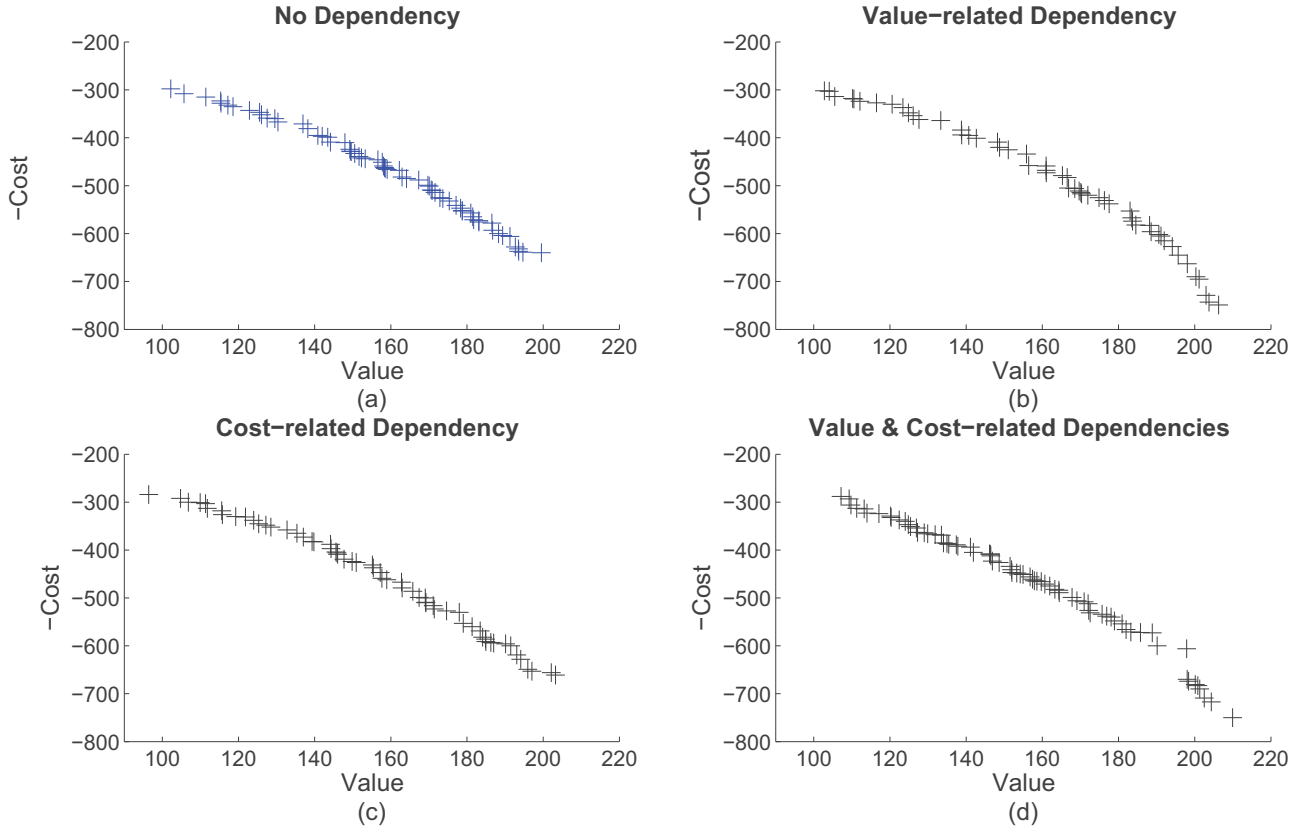 No Dependency
−200
−300
−400
−500
−600
−700
−800
−Cost
100 120 140 160 180 200 220
Value
(a)
Value−related Dependency
−200
−300
−400
−500
−600
−700
−800
−Cost
100 120 140 160 180 200 220
Value
(b)
Cost−related Dependency
−200
−300
−400
−500
−600
−700
−800
−Cost
100 120 140 160 180 200 220
Value
(c)
Value & Cost−related Dependencies
−200
−300
−400
−500
−600
−700
−800
−Cost
100 120 140 160 180 200 220
Value
(d)